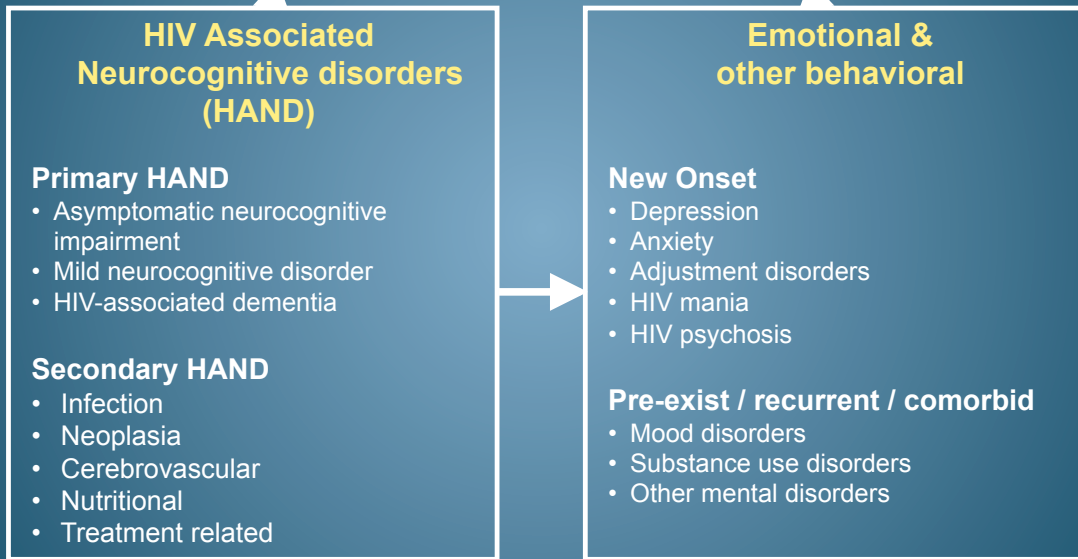 HIV Associated
Neurocognitive disorders
(HAND)
Primary HAND
• Asymptomatic neurocognitive
impairment
• Mild neurocognitive disorder
• HIV-associated dementia
Secondary HAND
• Infection
• Neoplasia
• Cerebrovascular
• Nutritional
• Treatment related
Emotional &
other behavioral
New Onset
• Depression
• Anxiety
• Adjustment disorders
• HIV mania
• HIV psychosis
Pre-exist / recurrent / comorbid
• Mood disorders
• Substance use disorders
• Other mental disorders